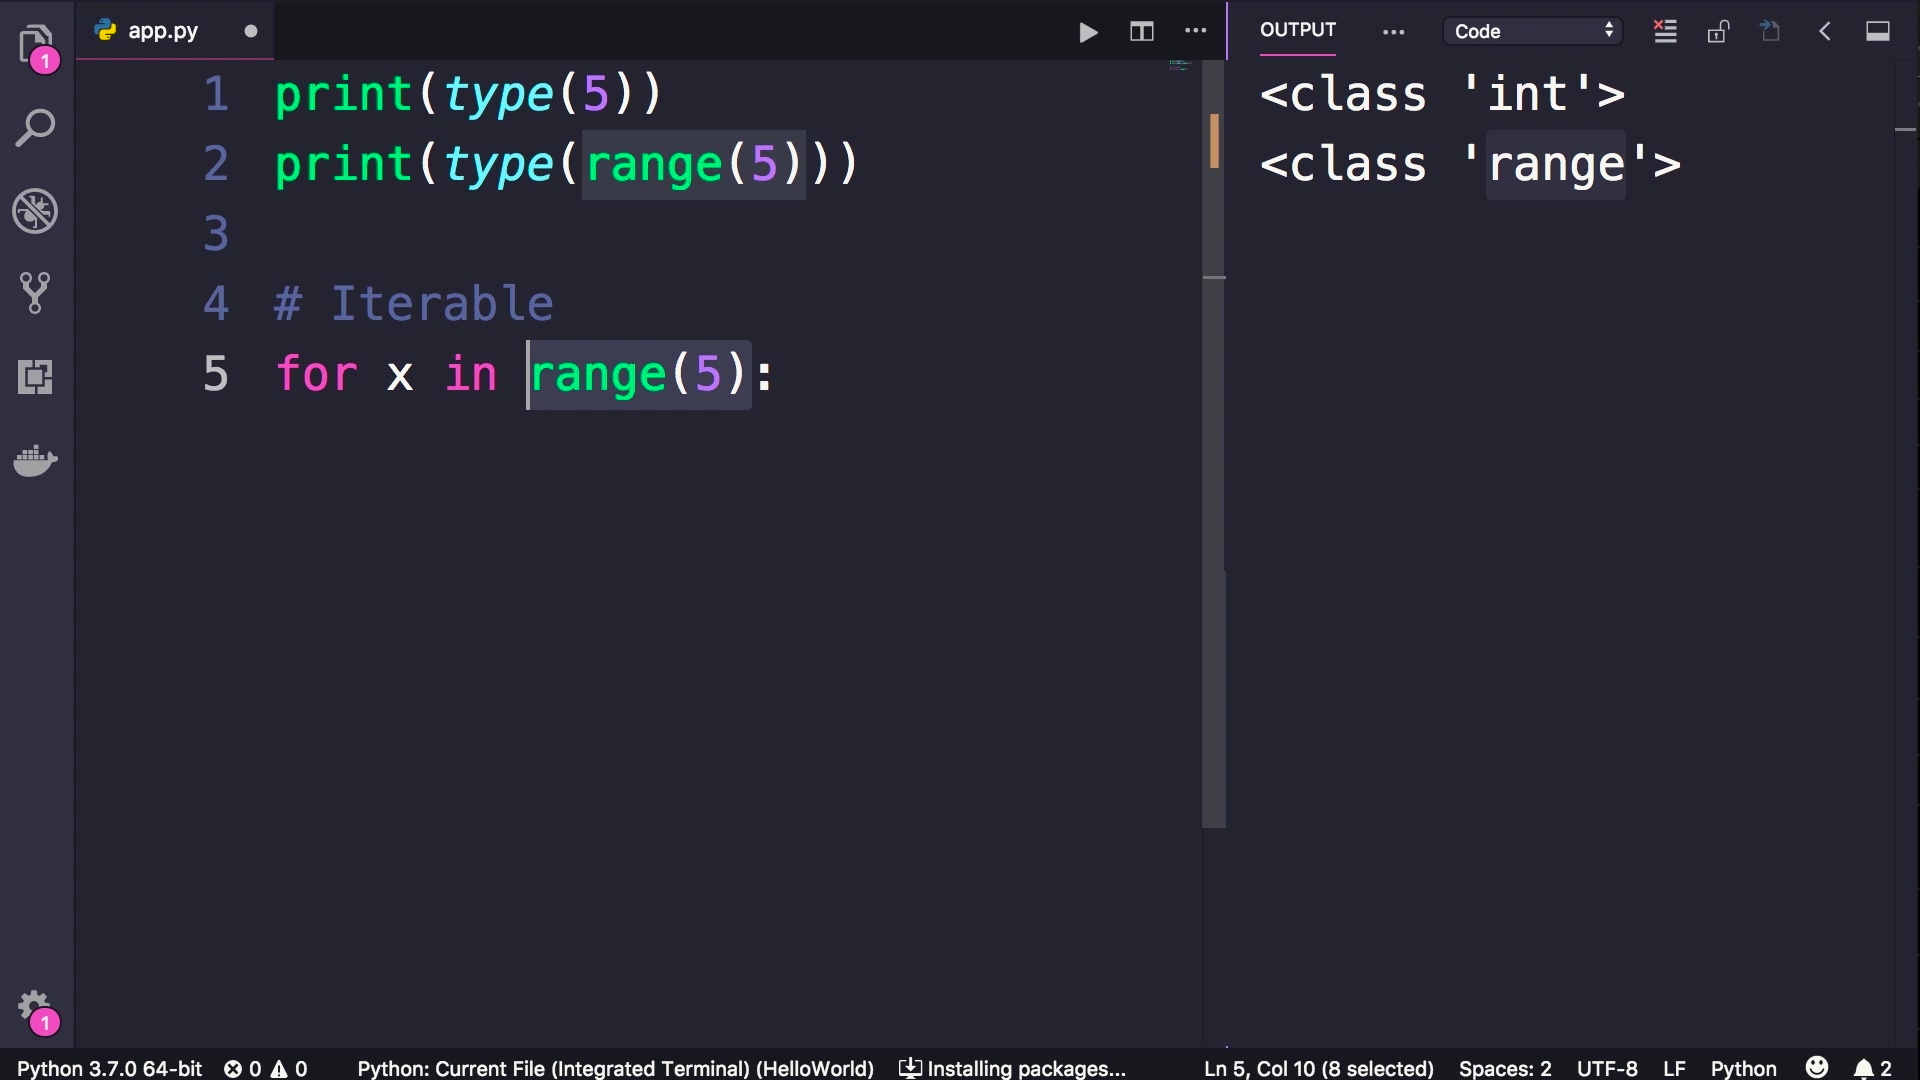 app.py
OUTPUT
Code
1 print(type(5))
2 print(type(range(5)))
3
4 # Iterable
5 for x in range(5):
<class 'int'>
<class 'range'>
1
1
Python 3.7.0 64-bit 0 0 Python: Current File (Integrated Terminal) (HelloWorld) Installing packages... Ln 5, Col 10 (8 selected) Spaces: 2 UTF-8 LF Python 2